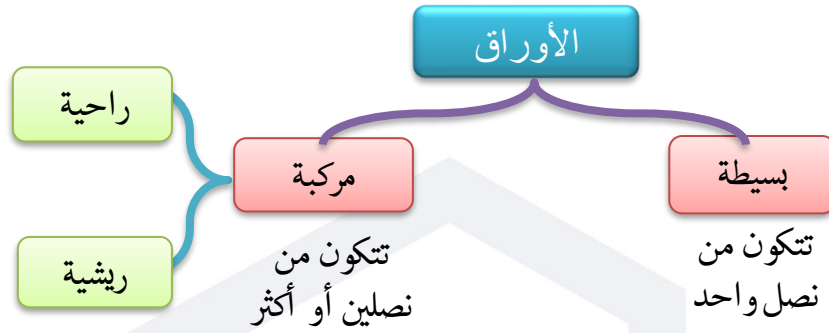 الأوراق
بسيطة
تتكون من
نصل واحد
مركبة
تتكون من
نصلين أو أكثر
راحية
ريشية